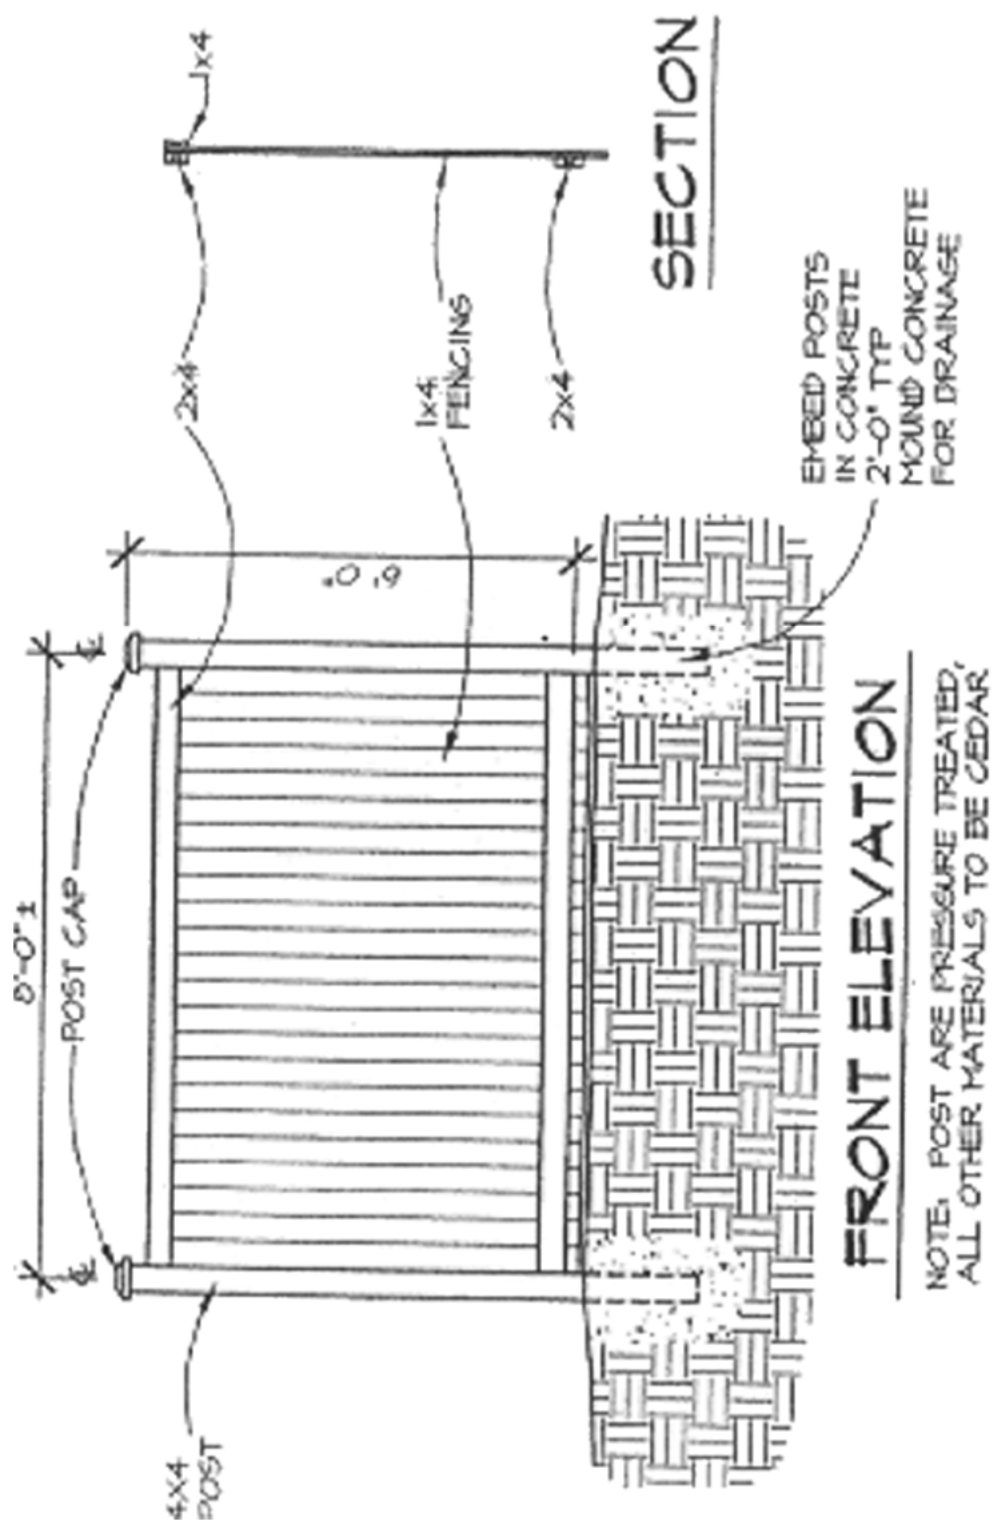 8'-0"±
POST CAP
℄
℄
4X4
POST
6' 0"
2x4
1x4
1x4
FENCING
2x4
EMBED POSTS
IN CONCRETE
2'-0" TYP
MOUND CONCRETE
FOR DRAINAGE
FRONT ELEVATION
SECTION
NOTE: POST ARE PRESSURE TREATED,
ALL OTHER MATERIALS TO BE CEDAR